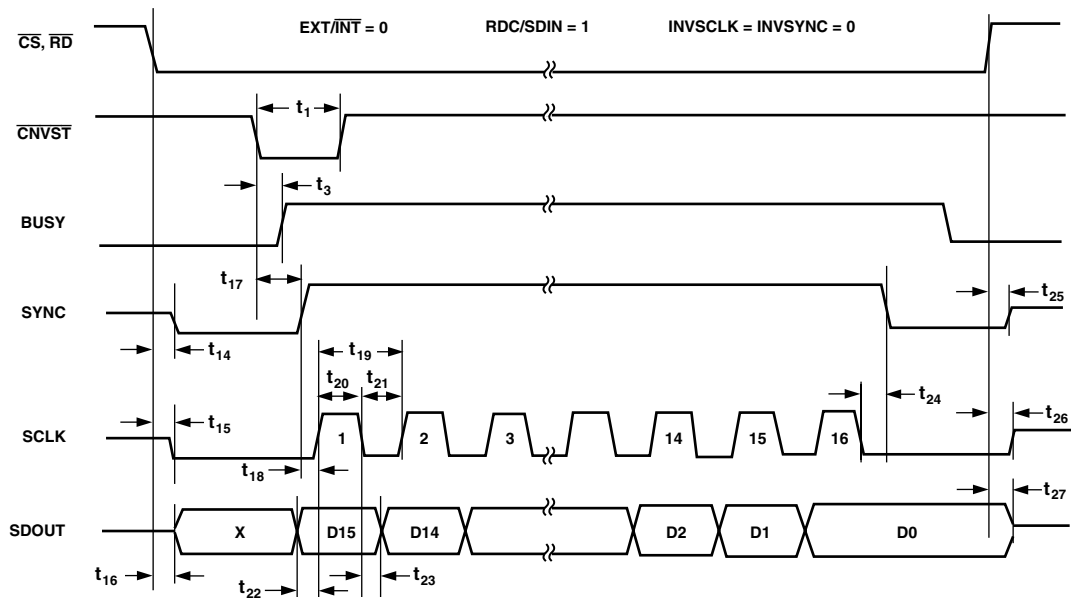 EXT/INT = 0 RDC/SDIN = 1 INVSCLK = INVSYNC = 0
CS, RD
t1
CNVST
t3
BUSY
t17
SYNC
t25
t14
t19
t20 t21
t24
t15
t26
SCLK
1 2 3 14 15 16
t18
t27
SDOUT
X D15 D14 D2 D1 D0
t16
t22
t23